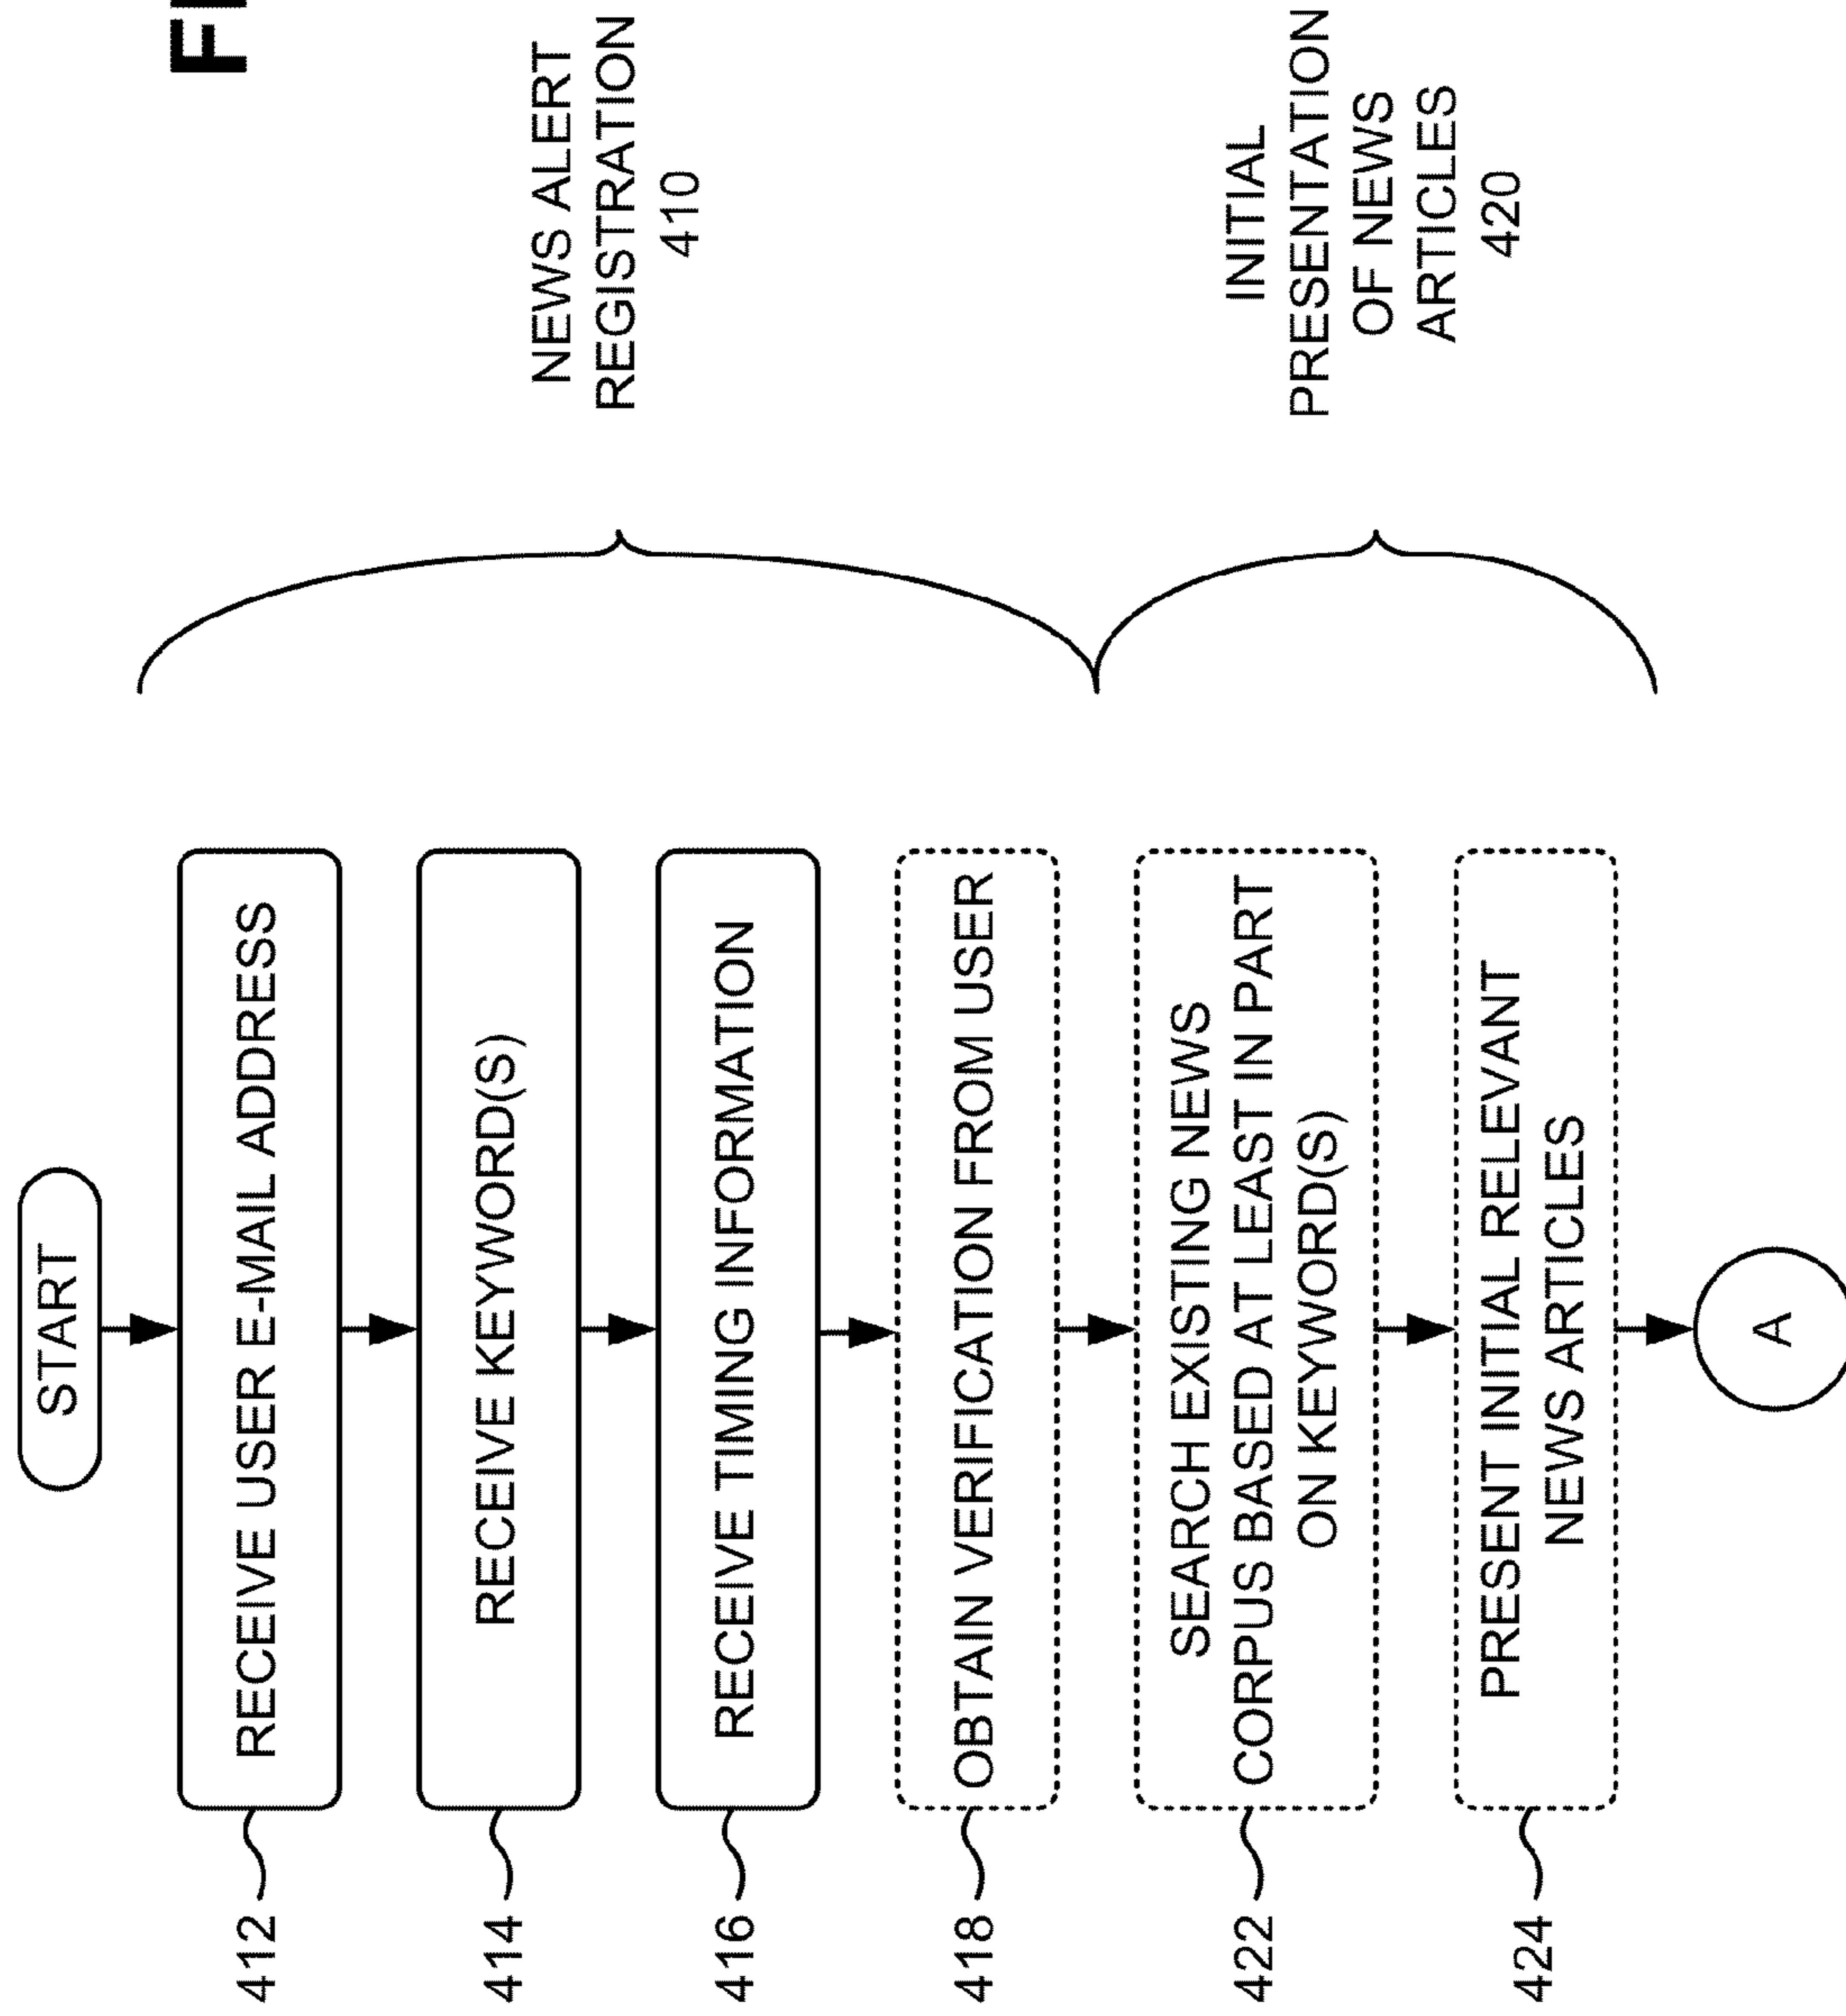 START
412
RECEIVE USER E-MAIL ADDRESS
414
RECEIVE KEYWORD(S)
416
RECEIVE TIMING INFORMATION
418
OBTAIN VERIFICATION FROM USER
NEWS ALERT
REGISTRATION
410
422
SEARCH EXISTING NEWS
CORPUS BASED AT LEAST IN PART
ON KEYWORD(S)
424
PRESENT INITIAL RELEVANT
NEWS ARTICLES
INITIAL
PRESENTATION
OF NEWS
ARTICLES
420
A